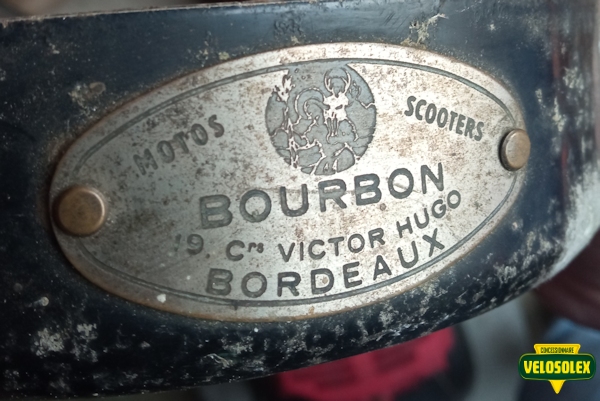 MOTOS SCOOTERS
BOURBON
19, Crs VICTOR HUGO
BORDEAUX
CONCESSIONNAIRE
VELOSOLEX